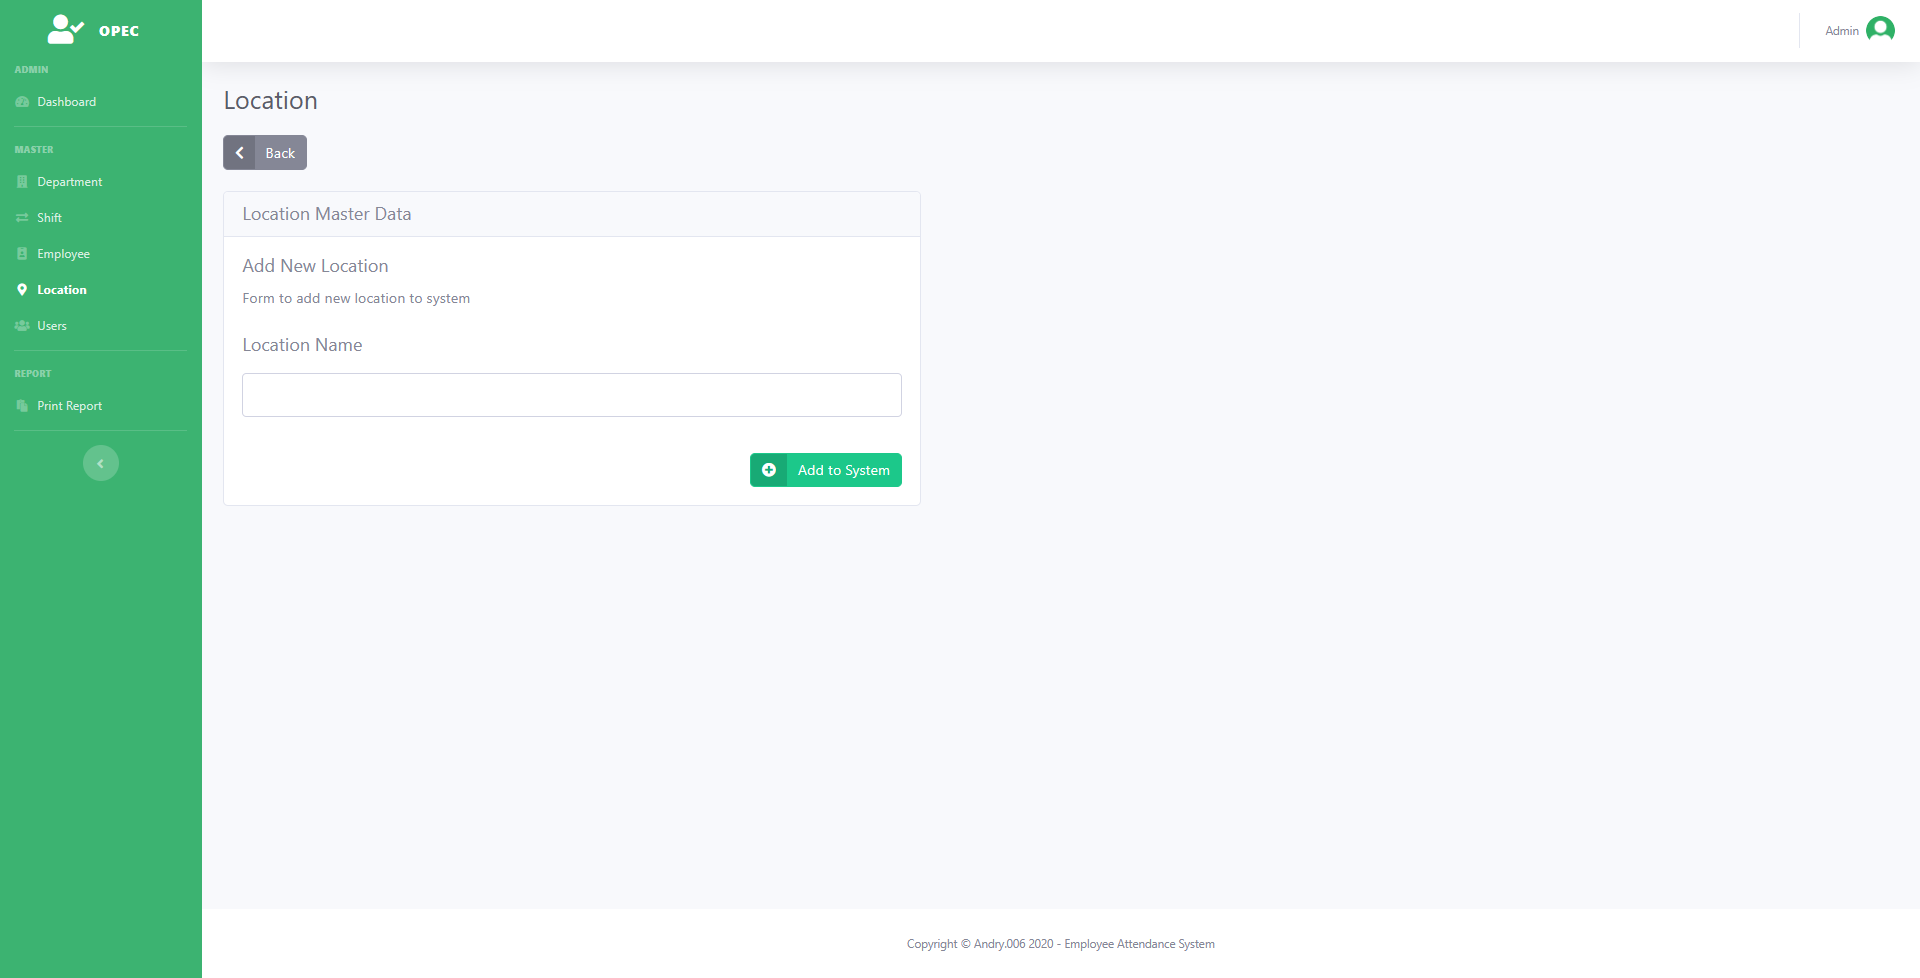 OPEC
ADMIN
Dashboard
MASTER
Department
Shift
Employee
Location
Users
REPORT
Print Report
Admin
Location
Back
Location Master Data
Add New Location
Form to add new location to system
Location Name
Add to System
Copyright © Andry.006 2020 - Employee Attendance System